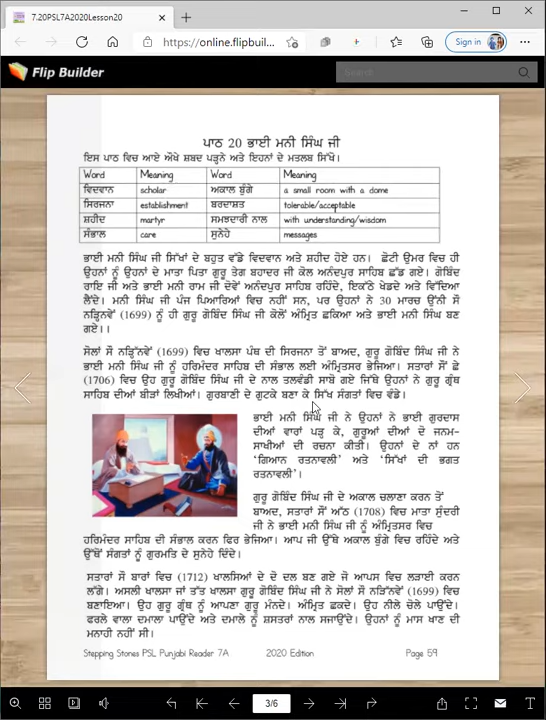 7.20PSL7A2020Lesson20
https://online.flipbuil...
Sign in
Flip Builder
Search
ਪਾਠ 20 ਭਾਈ ਮਨੀ ਸਿੰਘ ਜੀ
ਇਸ ਪਾਠ ਵਿਚ ਆਏ ਔਖੇ ਸ਼ਬਦ ਪੜ੍ਹਨੇ ਅਤੇ ਇਹਨਾਂ ਦੇ ਮਤਲਬ ਸਿੱਖੋ।
Word Meaning Word Meaning
ਵਿਦਵਾਨ scholar ਅਕਾਲ ਬੁੰਗੇ a small room with a dome
ਸਿਰਜਨਾ establishment ਬਰਦਾਸ਼ਤ tolerable/acceptable
ਸ਼ਹੀਦ martyr ਸਮਝਦਾਰੀ ਨਾਲ with understanding/wisdom
ਸੰਭਾਲ care ਸੁਨੇਹੇ messages
ਭਾਈ ਮਨੀ ਸਿੰਘ ਜੀ ਸਿੱਖਾਂ ਦੇ ਬਹੁਤ ਵੱਡੇ ਵਿਦਵਾਨ ਅਤੇ ਸ਼ਹੀਦ ਹੋਏ ਹਨ। ਛੋਟੀ ਉਮਰ ਵਿਚ ਹੀ
ਉਹਨਾਂ ਨੂੰ ਉਹਨਾਂ ਦੇ ਮਾਤਾ ਪਿਤਾ ਗੁਰੂ ਤੇਗ ਬਹਾਦਰ ਜੀ ਕੋਲ ਅਨੰਦਪੁਰ ਸਾਹਿਬ ਛੱਡ ਗਏ। ਗੋਬਿੰਦ
ਰਾਇ ਜੀ ਅਤੇ ਭਾਈ ਮਨੀ ਰਾਮ ਜੀ ਦੋਵੇਂ ਅਨੰਦਪੁਰ ਸਾਹਿਬ ਰਹਿੰਦੇ, ਇਕੱਠੇ ਖੇਡਦੇ ਅਤੇ ਵਿੱਦਿਆ
ਲੈਂਦੇ। ਮਨੀ ਸਿੰਘ ਜੀ ਪੰਜ ਪਿਆਰਿਆਂ ਵਿਚ ਨਹੀਂ ਸਨ, ਪਰ ਉਹਨਾਂ ਨੇ 30 ਮਾਰਚ ਉੱਨੀ ਸੌ
ਨੜ੍ਹਿਨਵੇਂ (1699) ਨੂੰ ਹੀ ਗੁਰੂ ਗੋਬਿੰਦ ਸਿੰਘ ਜੀ ਕੋਲੋਂ ਅੰਮ੍ਰਿਤ ਛਕਿਆ ਅਤੇ ਭਾਈ ਮਨੀ ਸਿੰਘ ਬਣ
ਗਏ।।
ਸੋਲਾਂ ਸੌ ਨੜ੍ਹਿੱਨਵੇਂ (1699) ਵਿਚ ਖਾਲਸਾ ਪੰਥ ਦੀ ਸਿਰਜਨਾ ਤੋਂ ਬਾਅਦ, ਗੁਰੂ ਗੋਬਿੰਦ ਸਿੰਘ ਜੀ ਨੇ
ਭਾਈ ਮਨੀ ਸਿੰਘ ਜੀ ਨੂੰ ਹਰਿਮੰਦਰ ਸਾਹਿਬ ਦੀ ਸੰਭਾਲ ਲਈ ਅੰਮ੍ਰਿਤਸਰ ਭੇਜਿਆ। ਸਤਾਰਾਂ ਸੌਂ ਛੇ
(1706) ਵਿਚ ਉਹ ਗੁਰੂ ਗੋਬਿੰਦ ਸਿੰਘ ਜੀ ਦੇ ਨਾਲ ਤਲਵੰਡੀ ਸਾਬੋ ਗਏ ਜਿੱਥੇ ਉਹਨਾਂ ਨੇ ਗੁਰੂ ਗ੍ਰੰਥ
ਸਾਹਿਬ ਦੀਆਂ ਬੀੜਾਂ ਲਿਖੀਆਂ। ਗੁਰਬਾਣੀ ਦੇ ਗੁਟਕੇ ਬਣਾ ਕੇ ਸਿੱਖ ਸੰਗਤਾਂ ਵਿਚ ਵੰਡੇ।
ਭਾਈ ਮਨੀ ਸਿੰਘ ਜੀ ਨੇ ਉਹਨਾਂ ਨੇ ਭਾਈ ਗੁਰਦਾਸ
ਦੀਆਂ ਵਾਰਾਂ ਪੜ੍ਹ ਕੇ, ਗੁਰੂਆਂ ਦੀਆਂ ਦੋ ਜਨਮ-
ਸਾਖੀਆਂ ਦੀ ਰਚਨਾ ਕੀਤੀ। ਉਹਨਾਂ ਦੇ ਨਾਂ ਹਨ
‘ਗਿਆਨ ਰਤਨਾਵਲੀ’ ਅਤੇ ‘ਸਿੱਖਾਂ ਦੀ ਭਗਤ
ਰਤਨਾਵਲੀ’।
ਗੁਰੂ ਗੋਬਿੰਦ ਸਿੰਘ ਜੀ ਦੇ ਅਕਾਲ ਚਲਾਣਾ ਕਰਨ ਤੋਂ
ਬਾਅਦ, ਸਤਾਰਾਂ ਸੌਂ ਅੱਠ (1708) ਵਿਚ ਮਾਤਾ ਸੁੰਦਰੀ
ਜੀ ਨੇ ਭਾਈ ਮਨੀ ਸਿੰਘ ਜੀ ਨੂੰ ਅੰਮ੍ਰਿਤਸਰ ਵਿਚ
ਹਰਿਮੰਦਰ ਸਾਹਿਬ ਦੀ ਸੰਭਾਲ ਕਰਨ ਫਿਰ ਭੇਜਿਆ। ਆਪ ਜੀ ਉੱਥੇ ਅਕਾਲ ਬੁੰਗੇ ਵਿਚ ਰਹਿੰਦੇ ਅਤੇ
ਉੱਥੋਂ ਸੰਗਤਾਂ ਨੂੰ ਗੁਰਮਤਿ ਦੇ ਸੁਨੇਹੇ ਦਿੰਦੇ।
ਸਤਾਰਾਂ ਸੌ ਬਾਰਾਂ ਵਿਚ (1712) ਖਾਲਸਿਆਂ ਦੇ ਦੋ ਦਲ ਬਣ ਗਏ ਜੋ ਆਪਸ ਵਿਚ ਲੜਾਈ ਕਰਨ
ਲੱਗੇ। ਅਸਲੀ ਖਾਲਸਾ ਜਾਂ ਤੱਤ ਖਾਲਸਾ ਗੁਰੂ ਗੋਬਿੰਦ ਸਿੰਘ ਜੀ ਨੇ ਸੋਲਾਂ ਸੌ ਨੜਿੱਨਵੇਂ (1699) ਵਿਚ
ਬਣਾਇਆ। ਉਹ ਗੁਰੂ ਗ੍ਰੰਥ ਨੂੰ ਆਪਣਾ ਗੁਰੂ ਮੰਨਦੇ। ਅੰਮ੍ਰਿਤ ਛਕਦੇ। ਉਹ ਨੀਲੇ ਚੋਲੇ ਪਾਉਂਦੇ।
ਫਰਲੇ ਵਾਲਾ ਦਮਾਲਾ ਪਾਉਂਦੇ ਅਤੇ ਦਮਾਲੇ ਨੂੰ ਸ਼ਸਤਰਾਂ ਨਾਲ ਸਜਾਉਂਦੇ। ਉਹਨਾਂ ਨੂੰ ਮਾਸ ਖਾਣ ਦੀ
ਮਨਾਹੀ ਨਹੀਂ ਸੀ।
Stepping Stones PSL Punjabi Reader 7A 2020 Edition Page 59
3/6